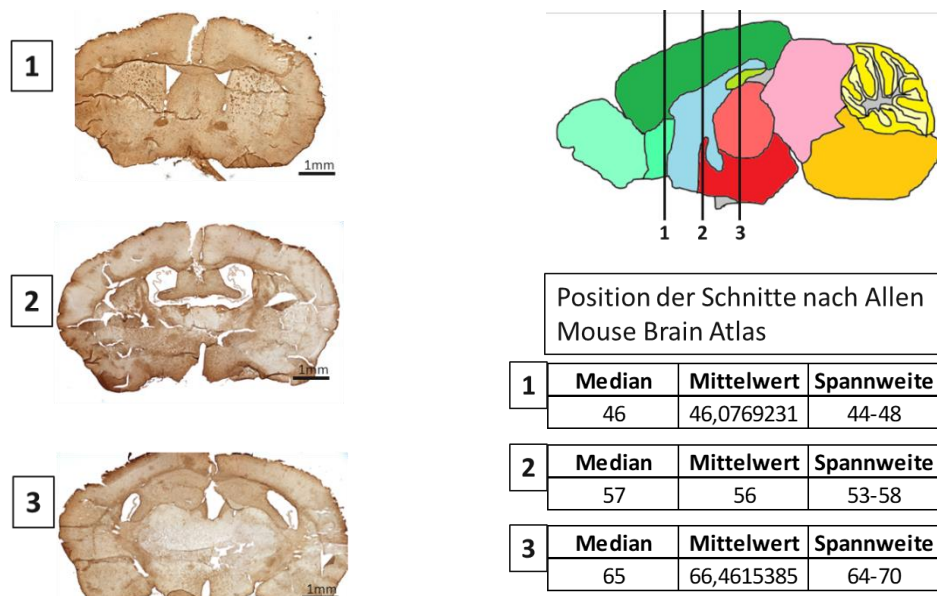 1
1mm
2
1mm
3
1mm
1 2 3
Position der Schnitte nach Allen
Mouse Brain Atlas
1
Median Mittelwert Spannweite
46 46,0769231 44-48
2
Median Mittelwert Spannweite
57 56 53-58
3
Median Mittelwert Spannweite
65 66,4615385 64-70